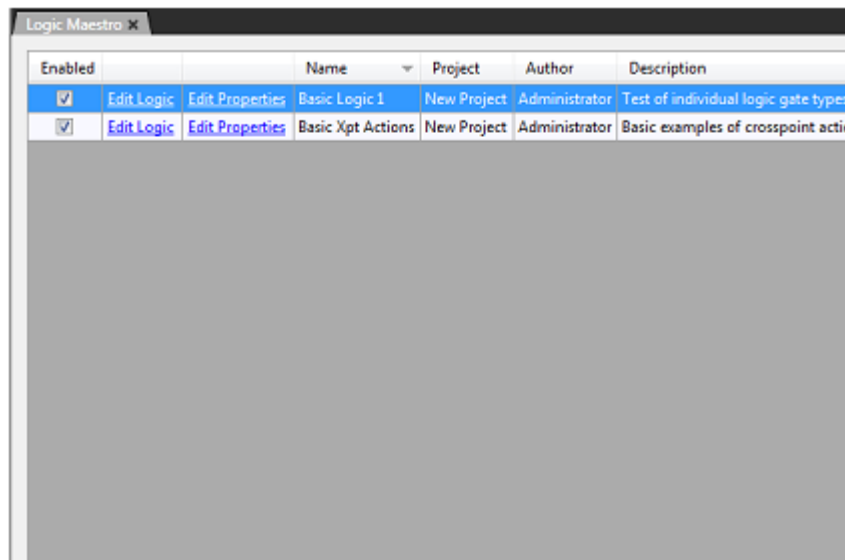 Logic Maestro
Enabled Name Project Author Description
Edit Logic Edit Properties Basic Logic 1 New Project Administrator Test of individual logic gate types
Edit Logic Edit Properties Basic Xpt Actions New Project Administrator Basic examples of crosspoint acti